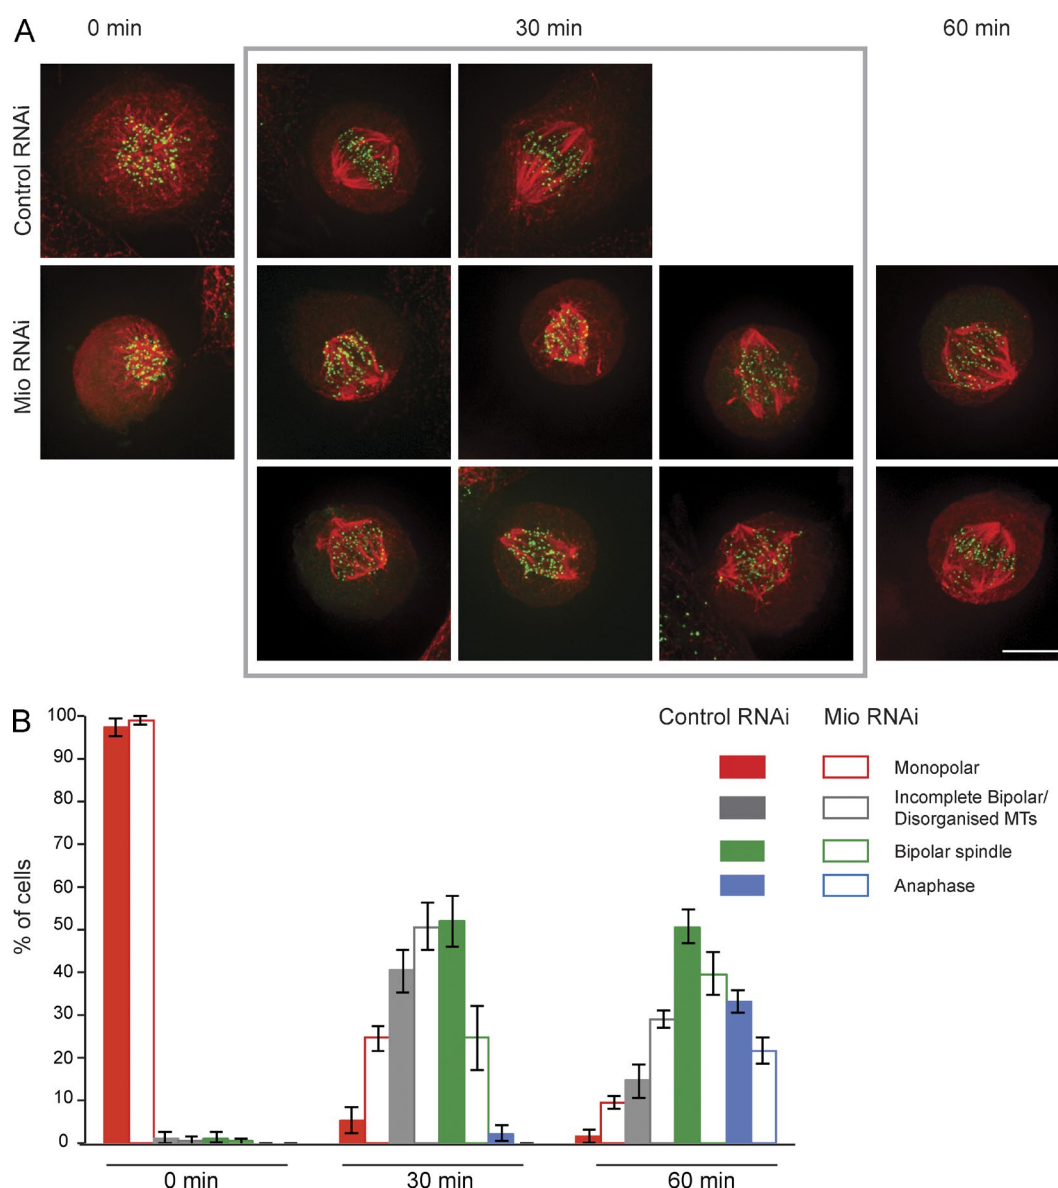 A
0 min
30 min
60 min
Control RNAi
Mio RNAi
B
Control RNAi
Mio RNAi
Monopolar
Incomplete Bipolar/
Disorganised MTs
Bipolar spindle
Anaphase
% of cells
100
90
80
70
60
50
40
30
20
10
0
0 min
30 min
60 min